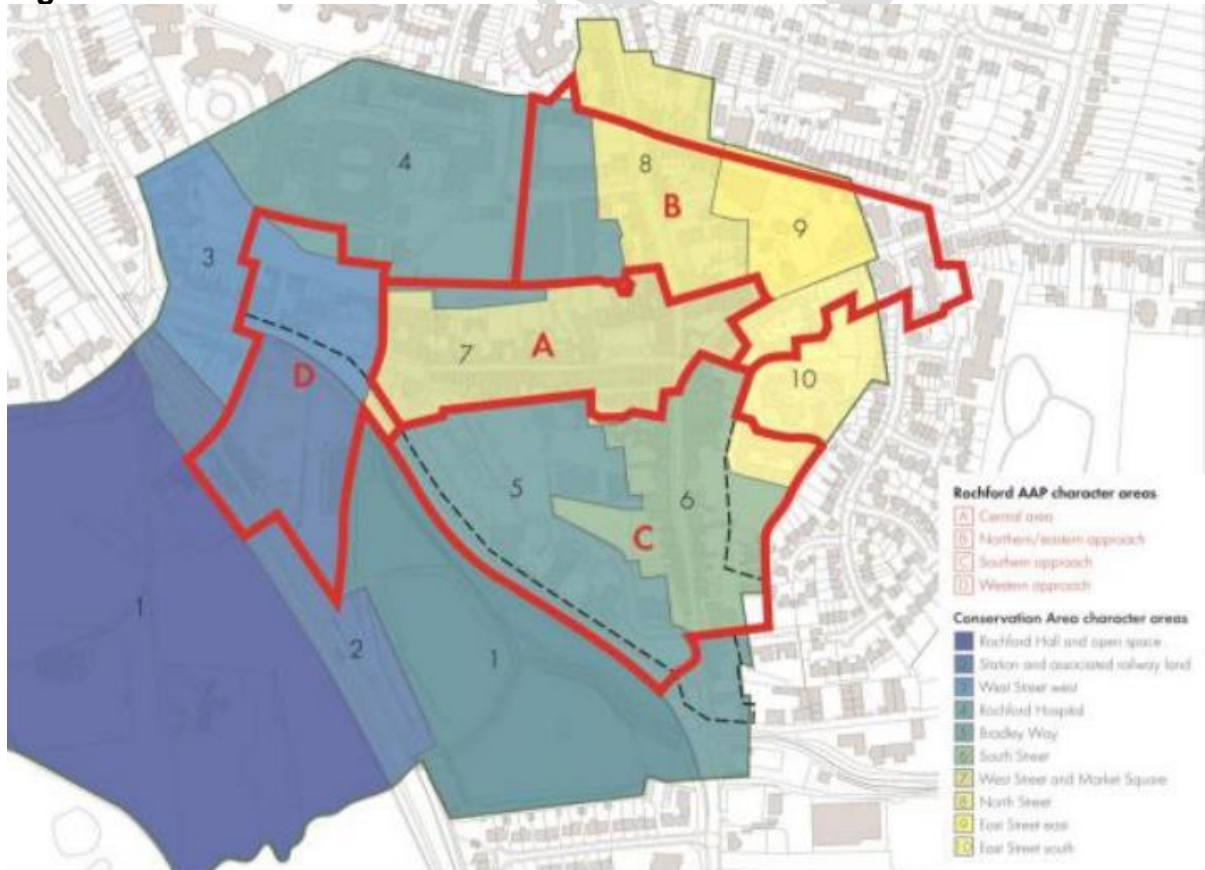 4
8
B
9
3
7
A
D
10
5
6
C
1
2
1
Rochford AAP character areas
A Central area
B Northern/eastern approach
C Southern approach
D Western approach
Conservation Area character areas
1 Rochford Hall and open space
2 Station and associated railway land
3 West Street west
4 Rochford Hospital
5 Bradley Way
6 South Street
7 West Street and Market Square
8 North Street
9 East Street east
10 East Street south